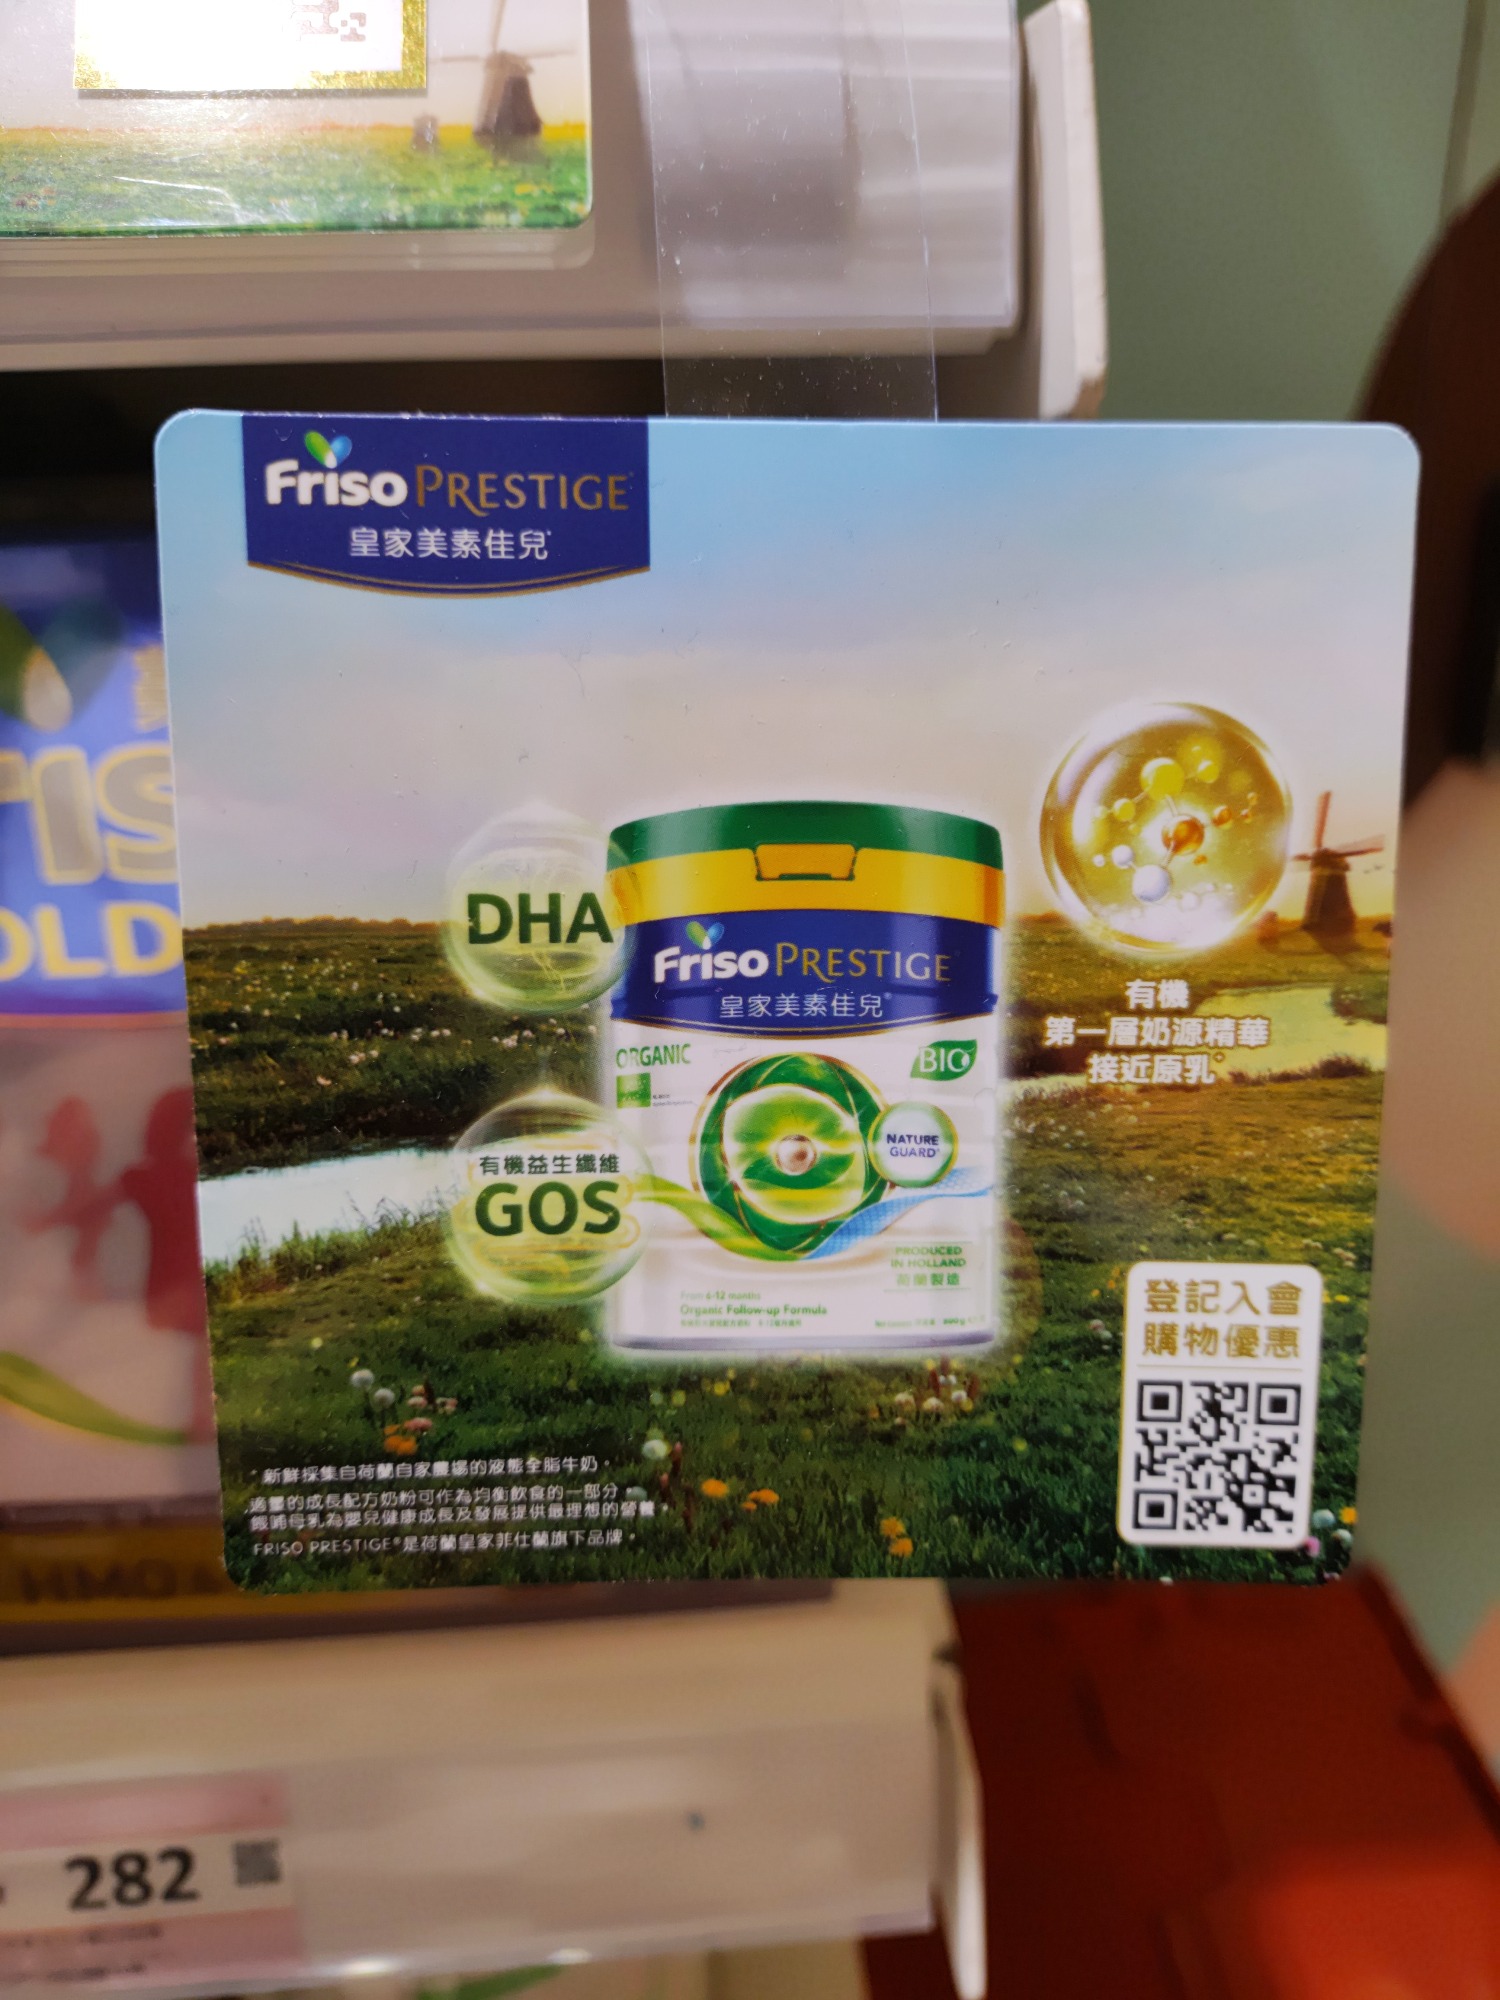 Friso PRESTIGE
皇家美素佳兒
DHA
Friso PRESTIGE
皇家美素佳兒
ORGANIC
BIO
NATURE
GUARD
有機
第一層奶源精華
接近原乳
有機益生纖維
GOS
PRODUCED
IN HOLLAND
荷蘭製造
From 6-12 months
Organic Follow-up Formula
登記入會
購物優惠
*新鮮採集自荷蘭自家農場的液態全脂牛奶。
適量的成長配方奶粉可作為均衡飲食的一部分。
餵哺母乳為嬰兒健康成長及發展提供最理想的營養。
FRISO PRESTIGE®是荷蘭皇家菲仕蘭旗下品牌。
OLD
HMO
282